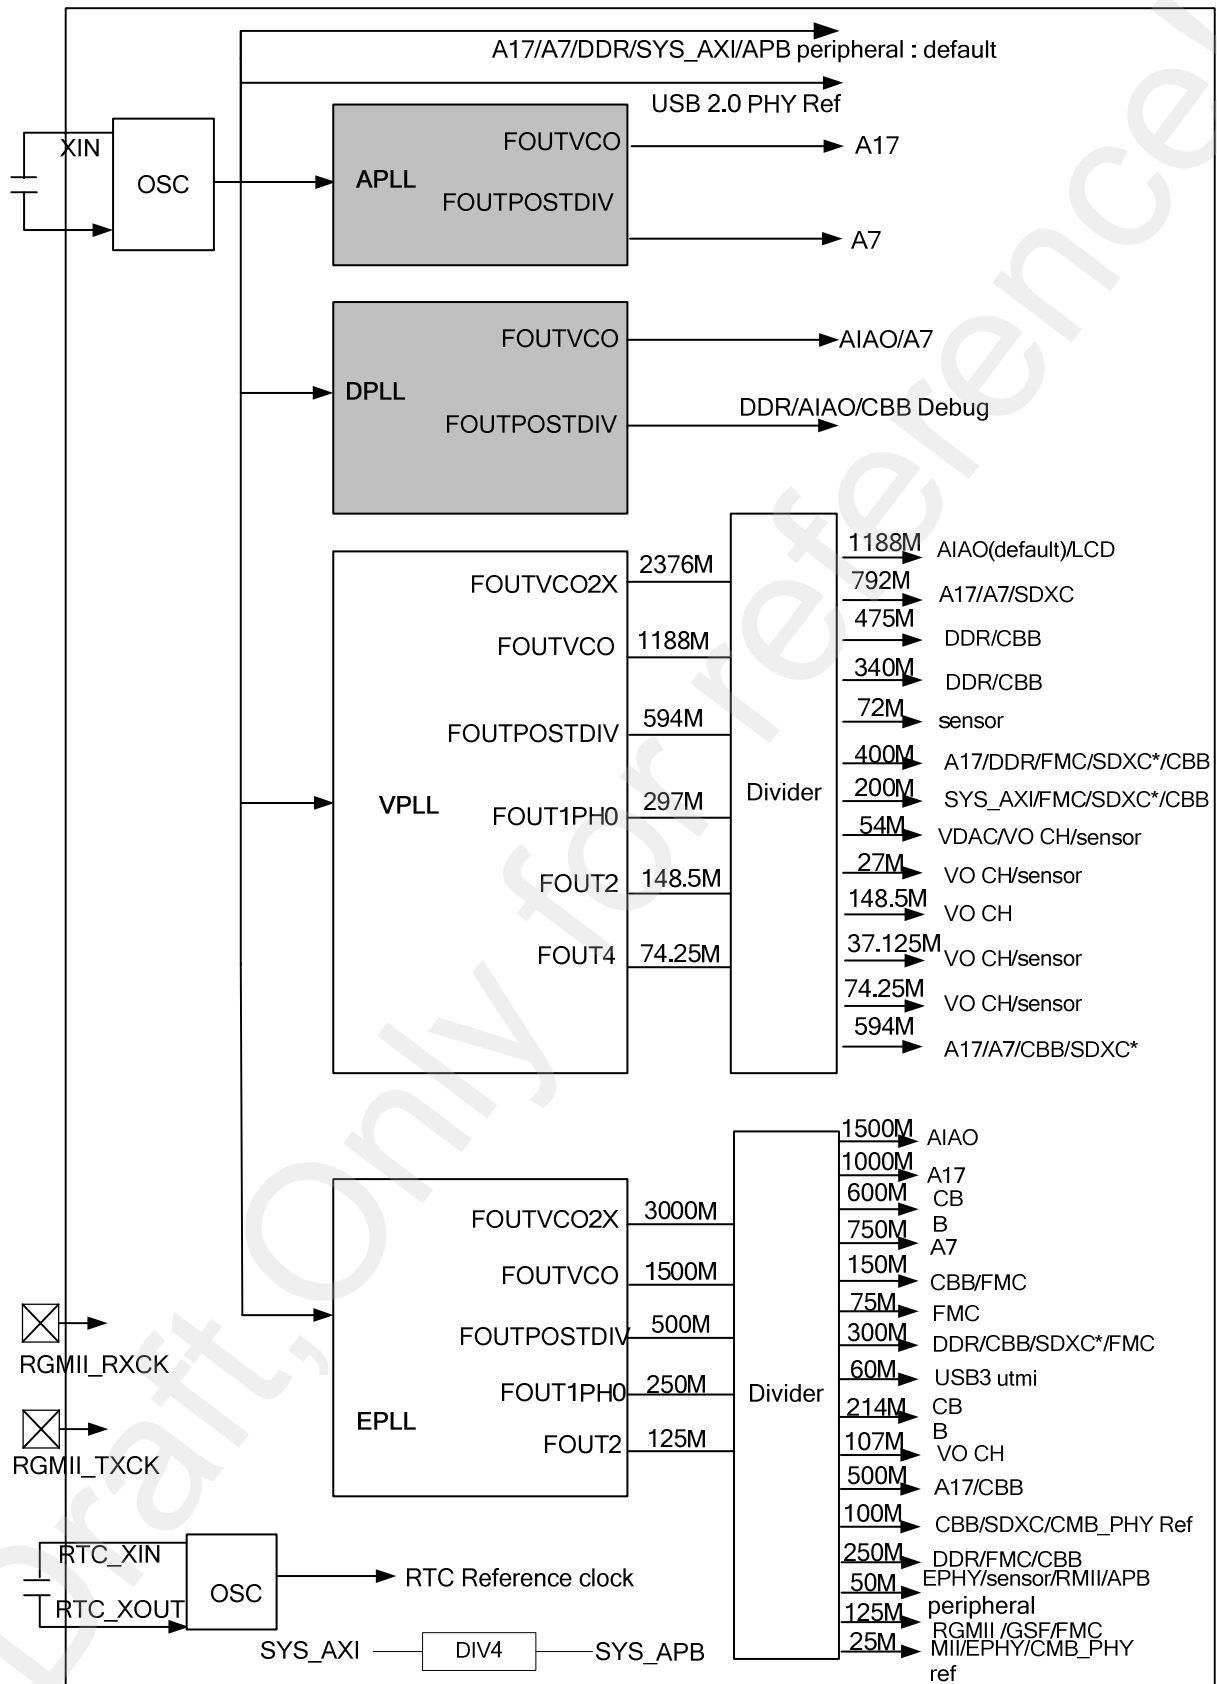 A17/A7/DDR/SYS_AXI/APB peripheral : default
USB 2.0 PHY Ref
XIN
OSC
APLL
FOUTVCO
FOUTPOSTDIV
A17
A7
DPLL
FOUTVCO
FOUTPOSTDIV
AIAO/A7
DDR/AIAO/CBB Debug
VPLL
FOUTVCO2X
2376M
FOUTVCO
1188M
FOUTPOSTDIV
594M
FOUT1PH0
297M
FOUT2
148.5M
FOUT4
74.25M
Divider
1188M AIAO(default)/LCD
792M A17/A7/SDXC
475M DDR/CBB
340M DDR/CBB
72M sensor
400M A17/DDR/FMC/SDXC*/CBB
200M SYS_AXI/FMC/SDXC*/CBB
54M VDAC/VO CH/sensor
27M VO CH/sensor
148.5M VO CH
37.125M VO CH/sensor
74.25M VO CH/sensor
594M A17/A7/CBB/SDXC*
EPLL
FOUTVCO2X
3000M
FOUTVCO
1500M
FOUTPOSTDIV
500M
FOUT1PH0
250M
FOUT2
125M
Divider
1500M AIAO
1000M A17
600M CB
B
750M A7
150M CBB/FMC
75M FMC
300M DDR/CBB/SDXC*/FMC
60M USB3 utmi
214M CB
B
107M VO CH
500M A17/CBB
100M CBB/SDXC/CMB_PHY Ref
250M DDR/FMC/CBB
50M EPHY/sensor/RMII/APB
peripheral
125M RGMII /GSF/FMC
25M MII/EPHY/CMB_PHY
ref
RGMII_RXCK
RGMII_TXCK
RTC_XIN
RTC_XOUT
OSC
RTC Reference clock
SYS_AXI
DIV4
SYS_APB
Draft, Only for reference!